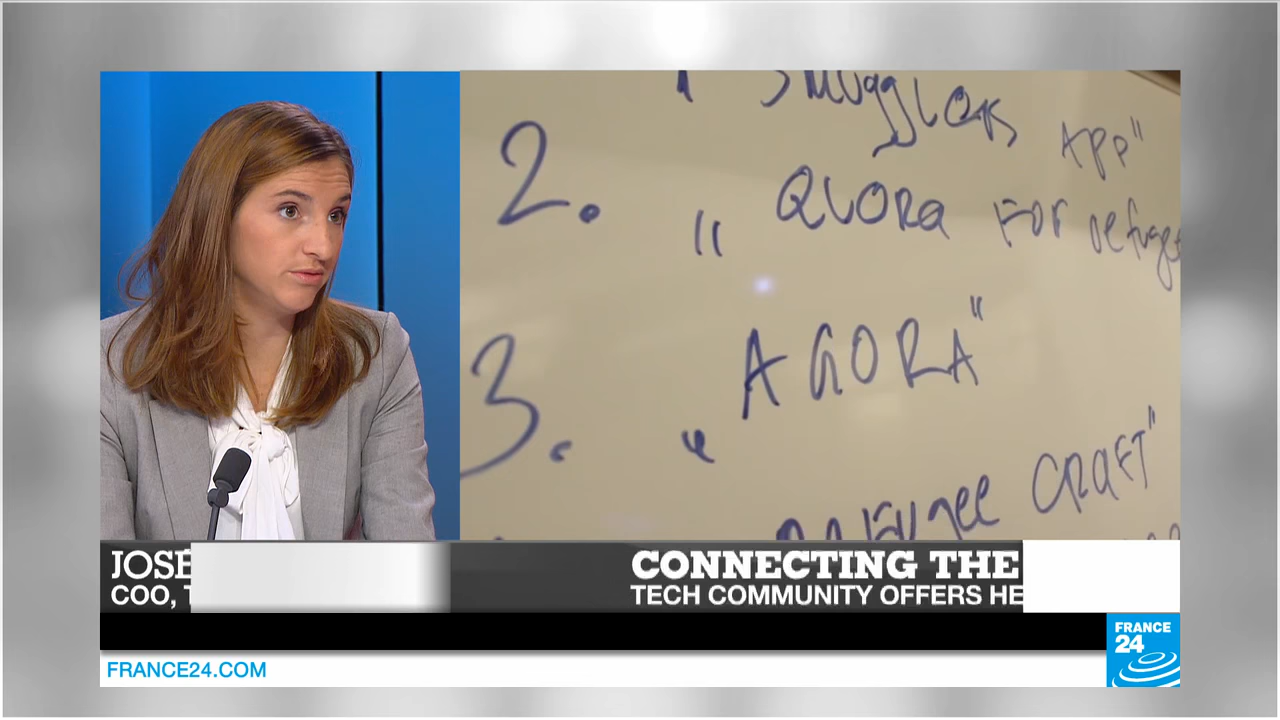 SMUGGLERS
APP"
2.
" QUORA FOR refugee
3.
" AGORA"
REFUGEE CRAFT"
JOSÉ
COO, T
CONNECTING THE
TECH COMMUNITY OFFERS HE
FRANCE
24
FRANCE24.COM